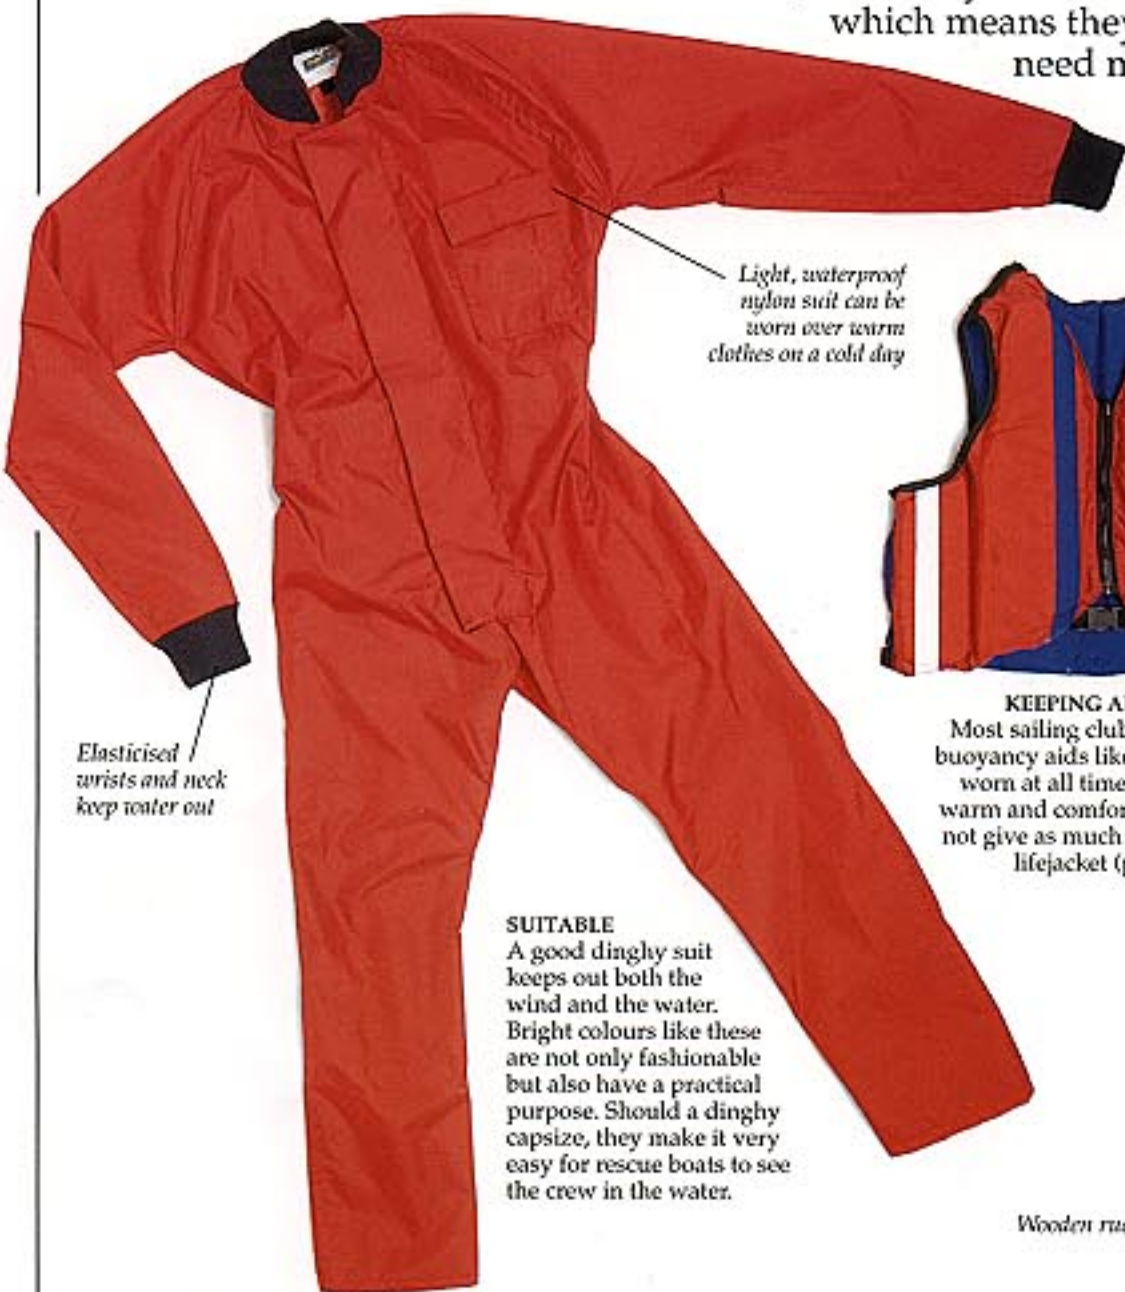 which means they
need m
Light, waterproof
nylon suit can be
worn over warm
clothes on a cold day
Elasticised
wrists and neck
keep water out
KEEPING A
Most sailing club
buoyancy aids like
worn at all time
warm and comfor
not give as much
lifejacket (
SUITABLE
A good dinghy suit
keeps out both the
wind and the water.
Bright colours like these
are not only fashionable
but also have a practical
purpose. Should a dinghy
capsize, they make it very
easy for rescue boats to see
the crew in the water.
Wooden ru